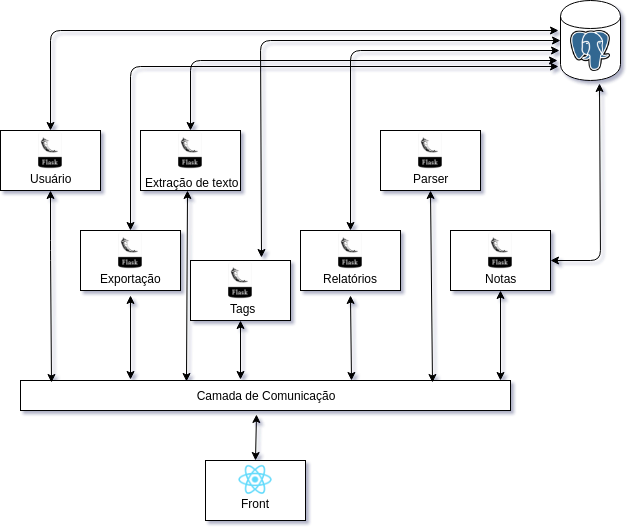 Flask
Usuário
Flask
Extração de texto
Flask
Parser
Flask
Exportação
Flask
Tags
Flask
Relatórios
Flask
Notas
Camada de Comunicação
Front